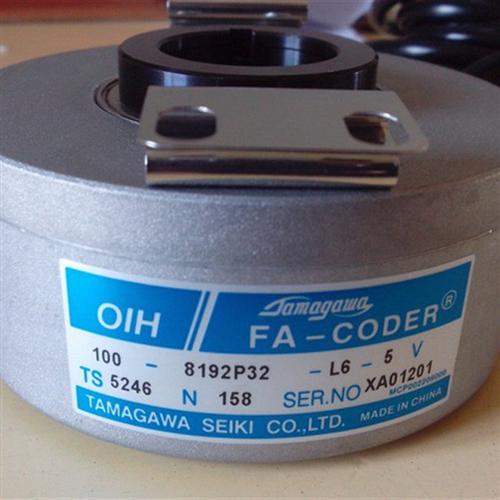 OIH Tamagawa
FA-CODER®
100 - 8192P32 - L6 - 5 V
TS 5246 N 158 SER.NO XA01201
MCP002206000
TAMAGAWA SEIKI CO.,LTD. MADE IN CHINA